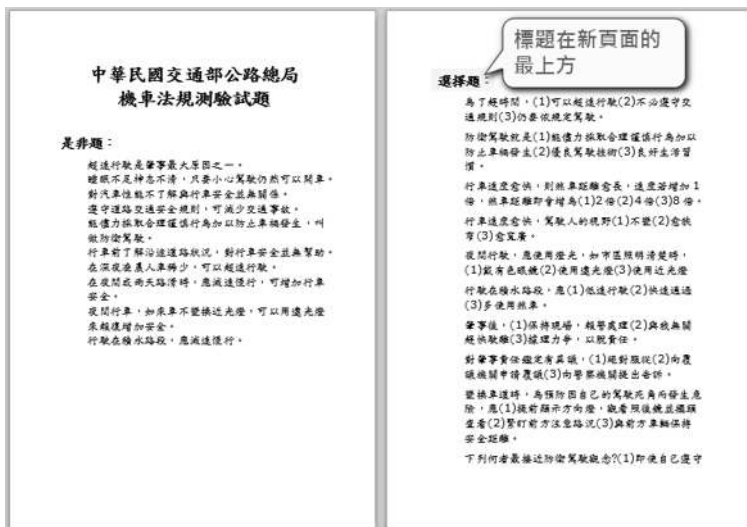 中華民國交通部公路總局
機車法規測驗試題
是非題：
超速行駛是肇事最大原因之一。
睡眠不足神志不清，只要小心駕駛仍然可以開車。
對汽車性能不了解與行車安全並無關係。
遵守道路交通安全規則，可減少交通事故。
能儘力採取合理謹慎行為加以防止車禍發生，叫
做防衛駕駛。
行車前了解沿途道路狀況，對行車安全並無幫助。
在深夜凌晨人車稀少，可以超速行駛。
在夜間或雨天路滑時，應減速慢行，可增加行車
安全。
夜間行車，如來車不變換近光燈，可以用遠光燈
來報復增加安全。
行駛在積水路段，應減速慢行。
標題在新頁面的
最上方
選擇題：
為了趕時間，(1)可以超速行駛(2)不必遵守交
通規則(3)仍要依規定駕駛。
防衛駕駛就是(1)能儘力採取合理謹慎行為加以
防止車禍發生(2)優良駕駛技術(3)良好生活習
慣。
行車速度愈快，則煞車距離愈長，速度若增加1
倍，煞車距離即會增為(1)2倍(2)4倍(3)8倍。
行車速度愈快，駕駛人的視野(1)不變(2)愈狹
窄(3)愈寬廣。
夜間行駛，應使用燈光，如市區照明清楚時，
(1)戴有色眼鏡(2)使用遠光燈(3)使用近光燈
行駛在積水路段，應(1)低速行駛(2)快速通過
(3)多使用煞車。
肇事後，(1)保持現場，報警處理(2)與我無關
趕快駛離(3)據理力爭，以脫責任。
對肇事責任鑑定有異議，(1)絕對服從(2)向覆
議機關申請覆議(3)向警察機關提出告訴。
變換車道時，為預防因自己的駕駛死角而發生危
險，應(1)提前顯示方向燈，觀看照後鏡並擺頭
查看(2)緊盯前方注意路況(3)與前方車輛保持
安全距離。
下列何者最接近防衛駕駛觀念?(1)即使自己遵守